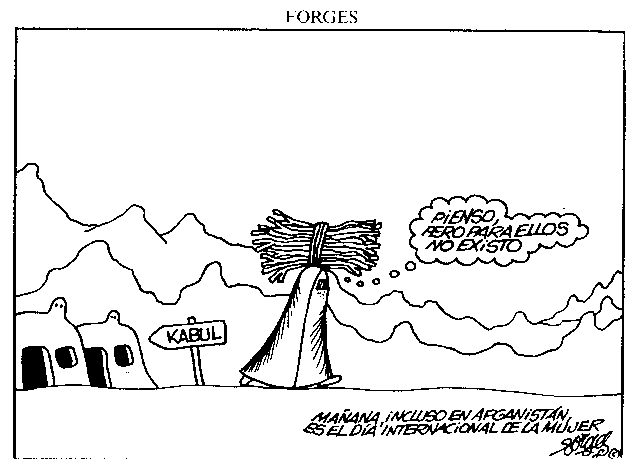 FORGES
PIENSO,
PERO PARA ELLOS
NO EXISTO
KABUL
MAÑANA, INCLUSO EN AFGANISTÁN,
ES EL DÍA INTERNACIONAL DE LA MUJER
Forges